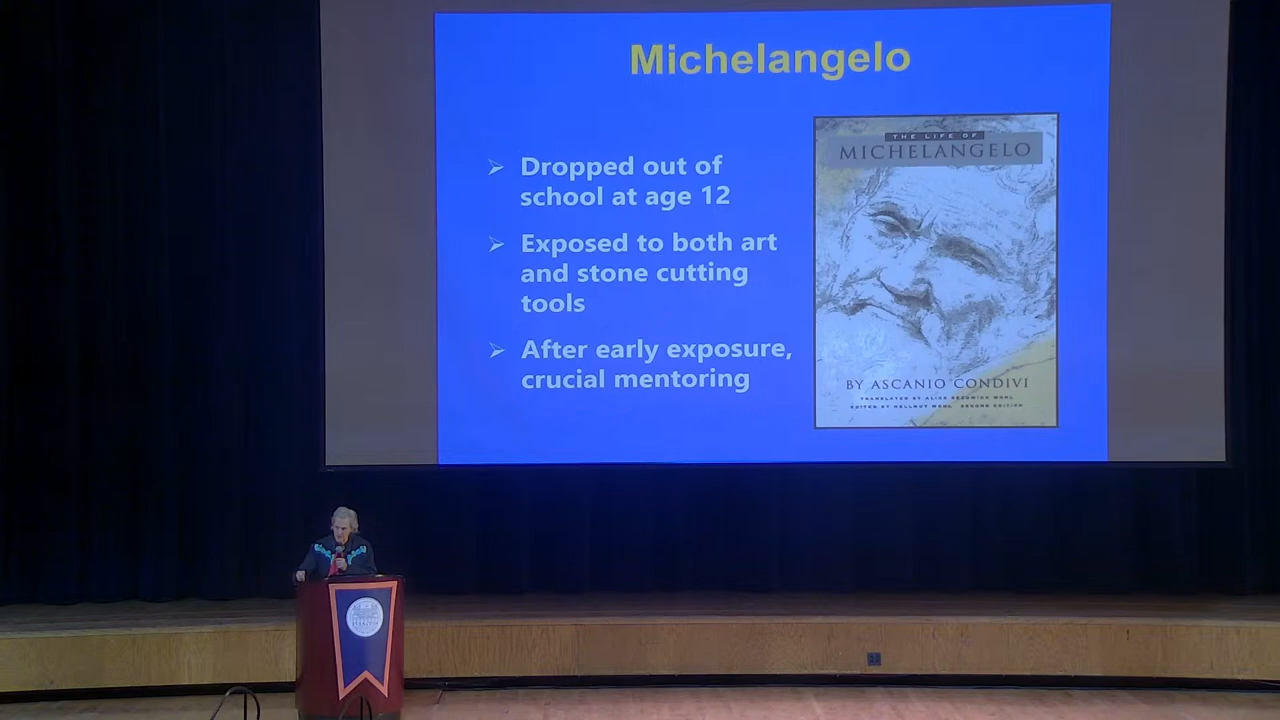 Michelangelo
Dropped out of
school at age 12
Exposed to both art
and stone cutting
tools
After early exposure,
crucial mentoring
THE LIFE OF
MICHELANGELO
BY ASCANIO CONDIVI
TRANSLATED BY ALICE SEDGWICK WOHL
EDITED BY HELLMUT WOHL SECOND EDITION